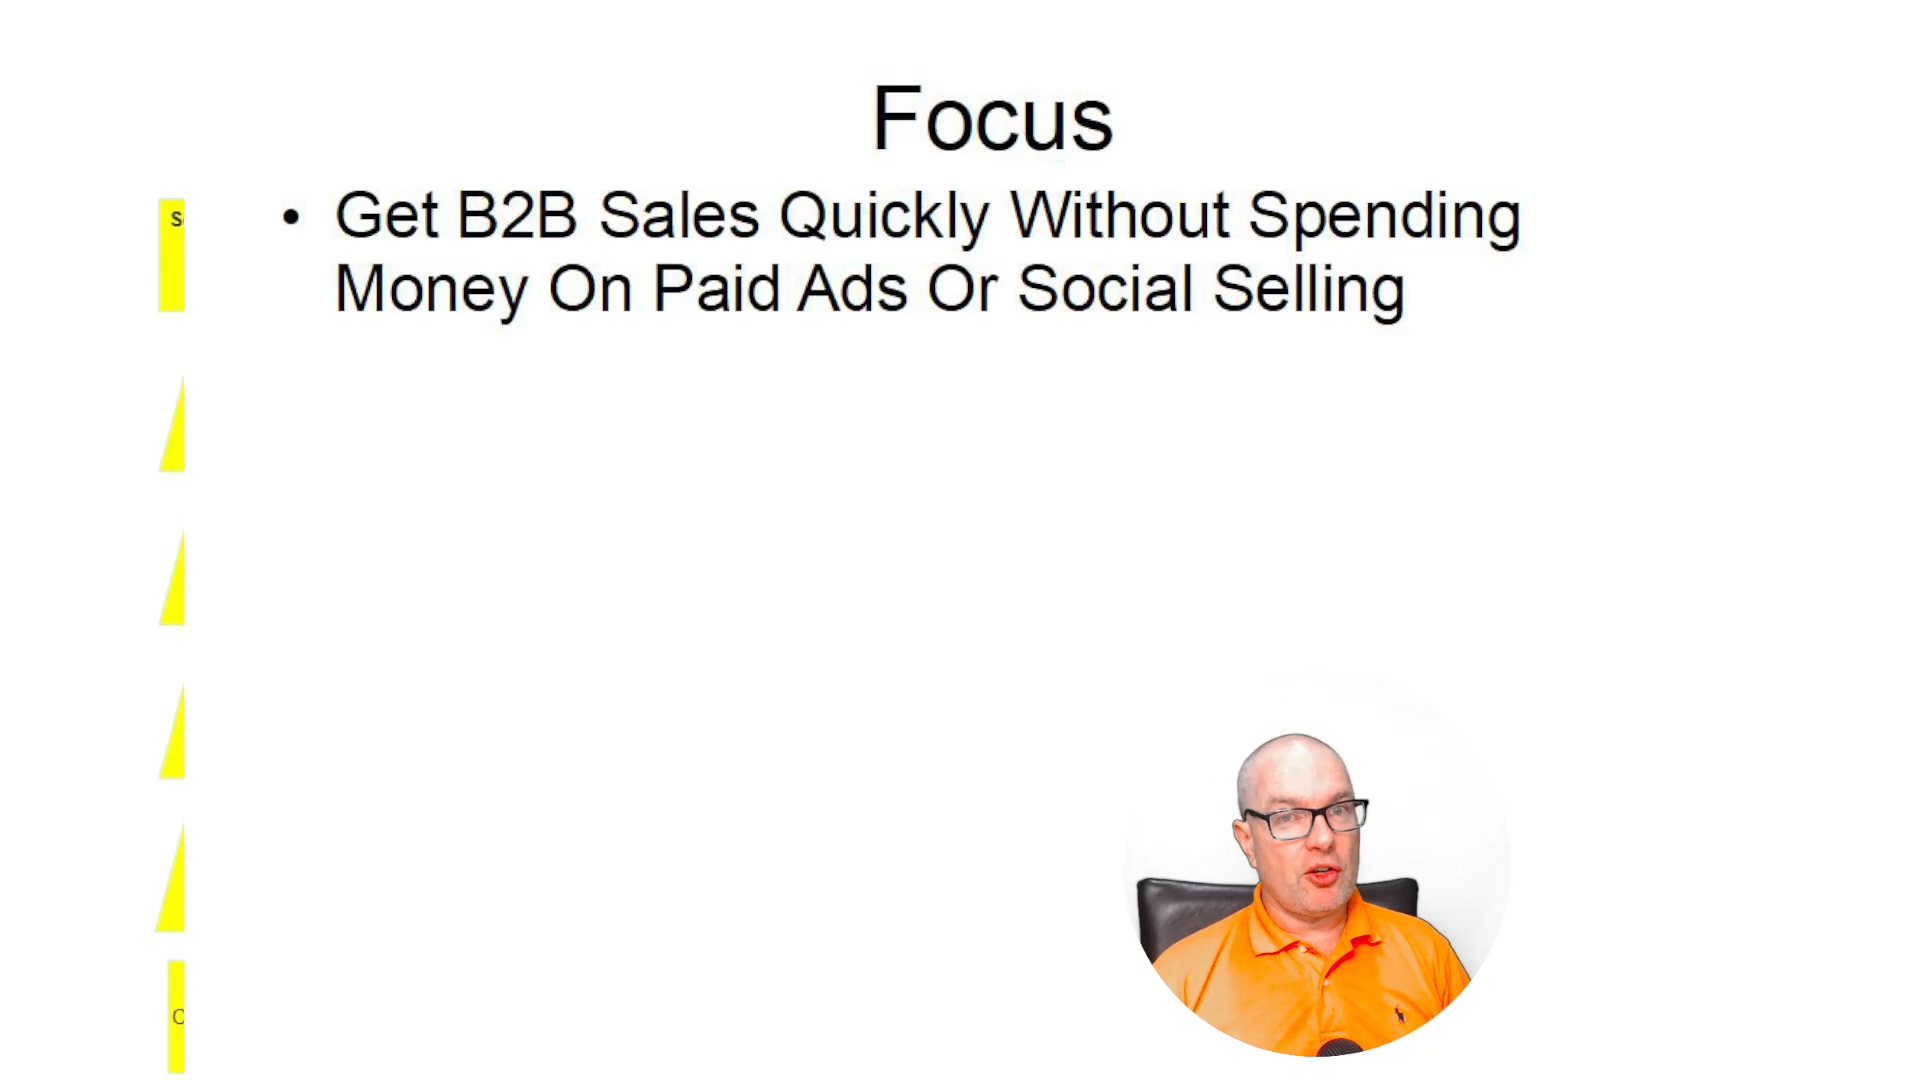 Focus
• Get B2B Sales Quickly Without Spending
Money On Paid Ads Or Social Selling